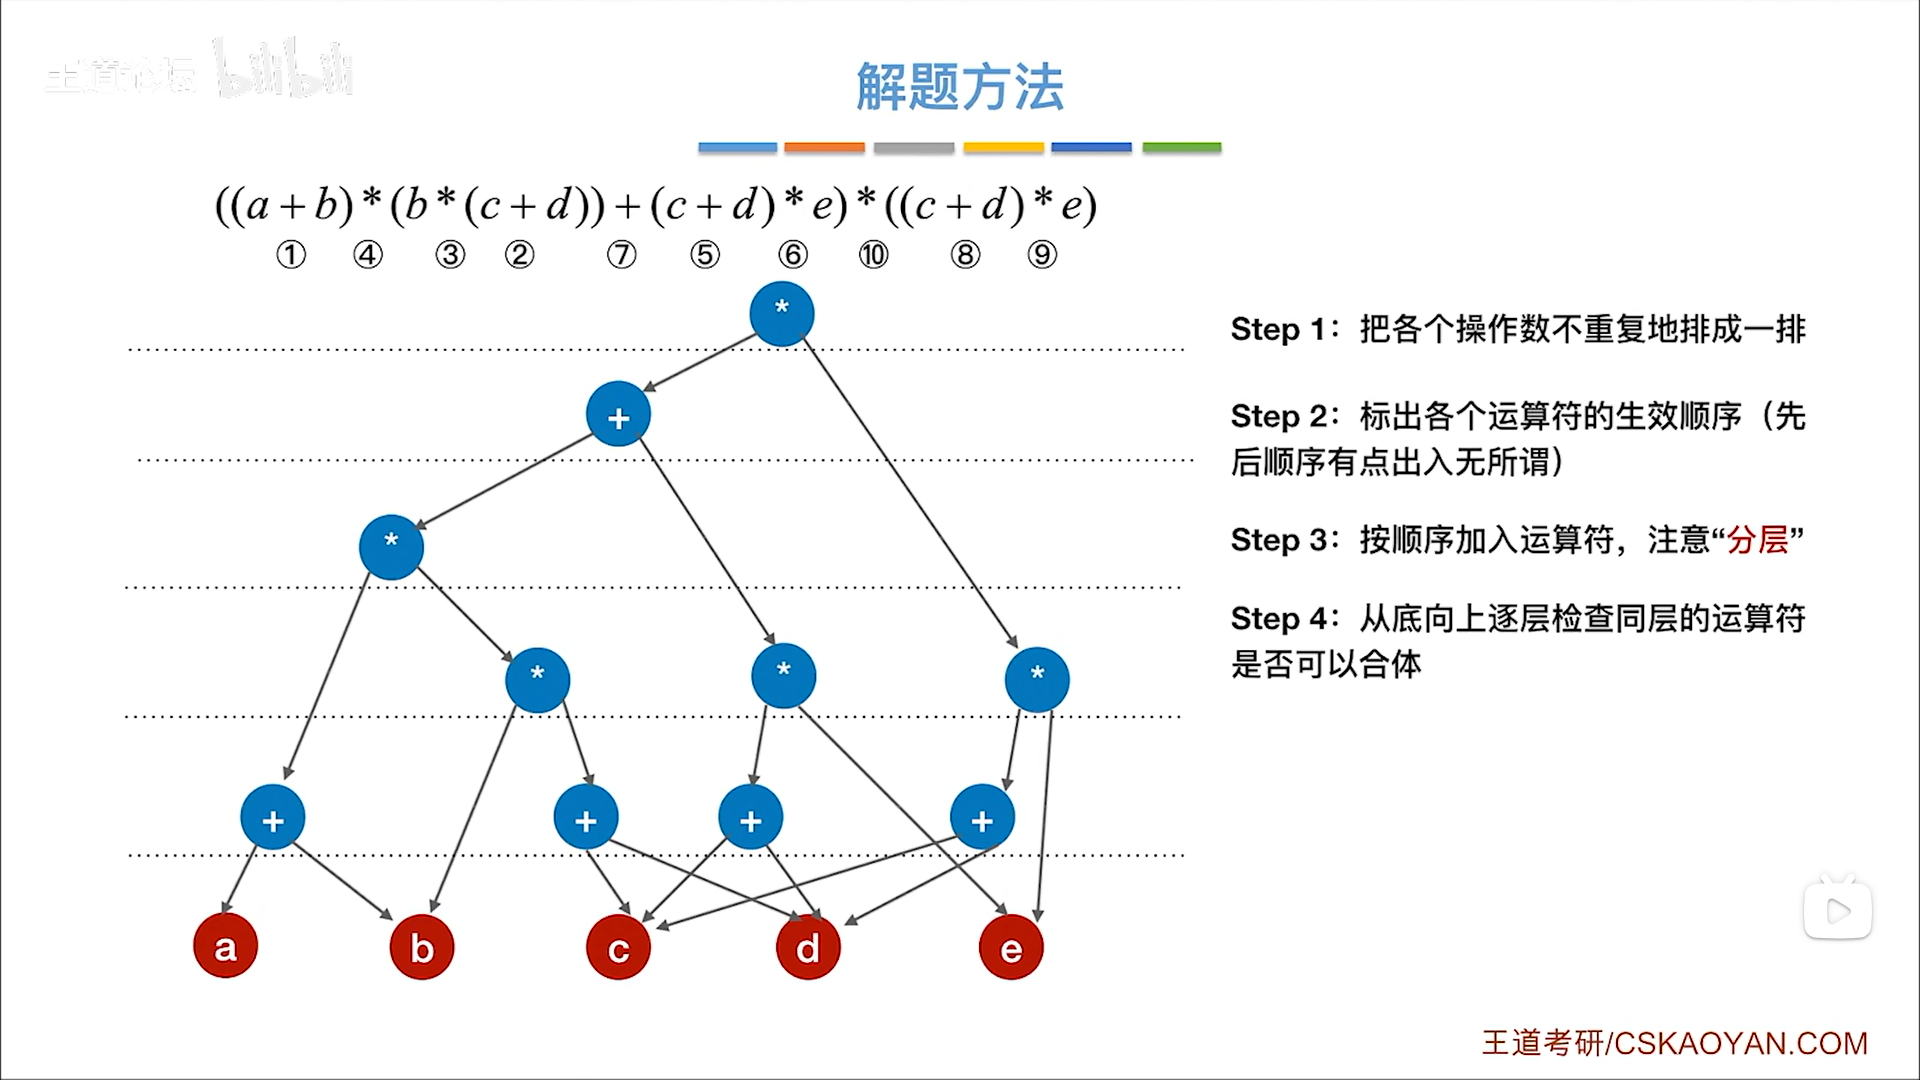 王道论坛 bilibili
解题方法
((a + b) * (b * (c + d)) + (c + d) * e) * ((c + d) * e)
① ④ ③ ② ⑦ ⑤ ⑥ ⑩ ⑧ ⑨
*
+
*
* * *
+ + + +
a b c d e
Step 1：把各个操作数不重复地排成一排
Step 2：标出各个运算符的生效顺序（先
后顺序有点出入无所谓）
Step 3：按顺序加入运算符，注意“分层”
Step 4：从底向上逐层检查同层的运算符
是否可以合体
王道考研/CSKAOYAN.COM